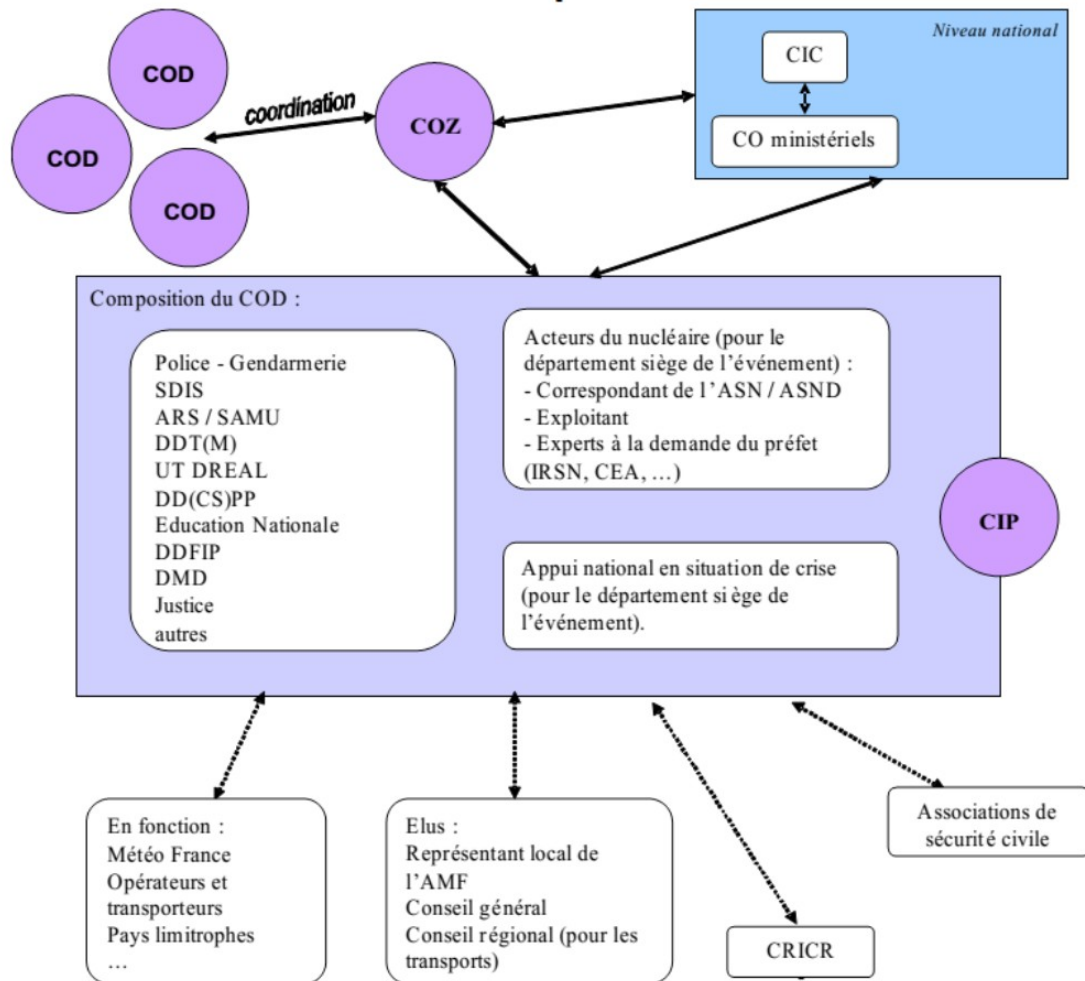 COD
COD
COD
coordination
COZ
Niveau national
CIC
CO ministériels
Composition du COD :
Police - Gendarmerie
SDIS
ARS / SAMU
DDT(M)
UT DREAL
DD(CS)PP
Education Nationale
DDFIP
DMD
Justice
autres
Acteurs du nucléaire (pour le
département siège de l'événement) :
- Correspondant de l'ASN / ASND
- Exploitant
- Experts à la demande du préfet
(IRSN, CEA, …)
Appui national en situation de crise
(pour le département siège de
l'événement).
CIP
En fonction :
Météo France
Opérateurs et
transporteurs
Pays limitrophes
…
Elus :
Représentant local de
l'AMF
Conseil général
Conseil régional (pour les
transports)
CRICR
Associations de
sécurité civile